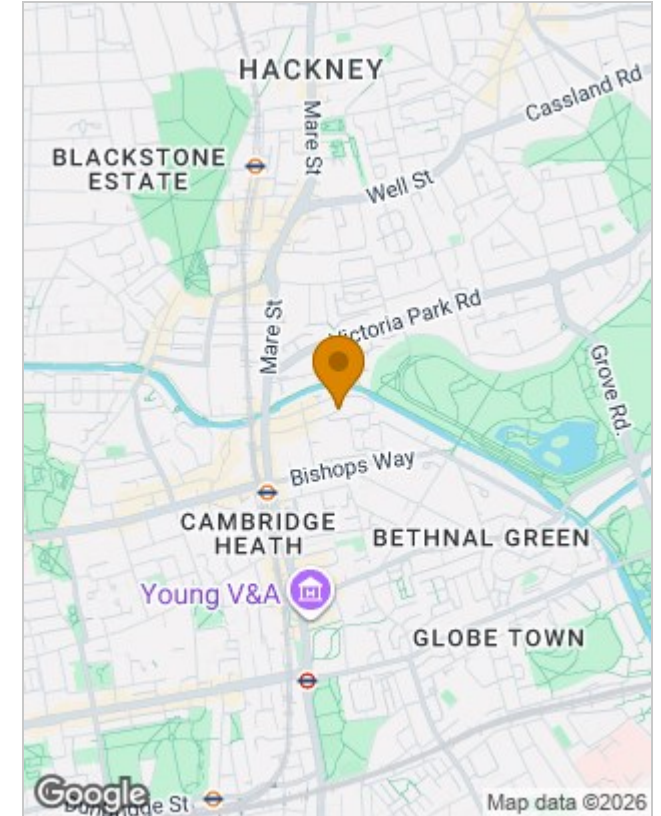 HACKNEY
Cassland Rd
Mare St
BLACKSTONE
ESTATE
Well St
Victoria Park Rd
Mare St
Grove Rd.
Bishops Way
CAMBRIDGE
HEATH
BETHNAL GREEN
Young V&A
GLOBE TOWN
Google
Map data ©2026